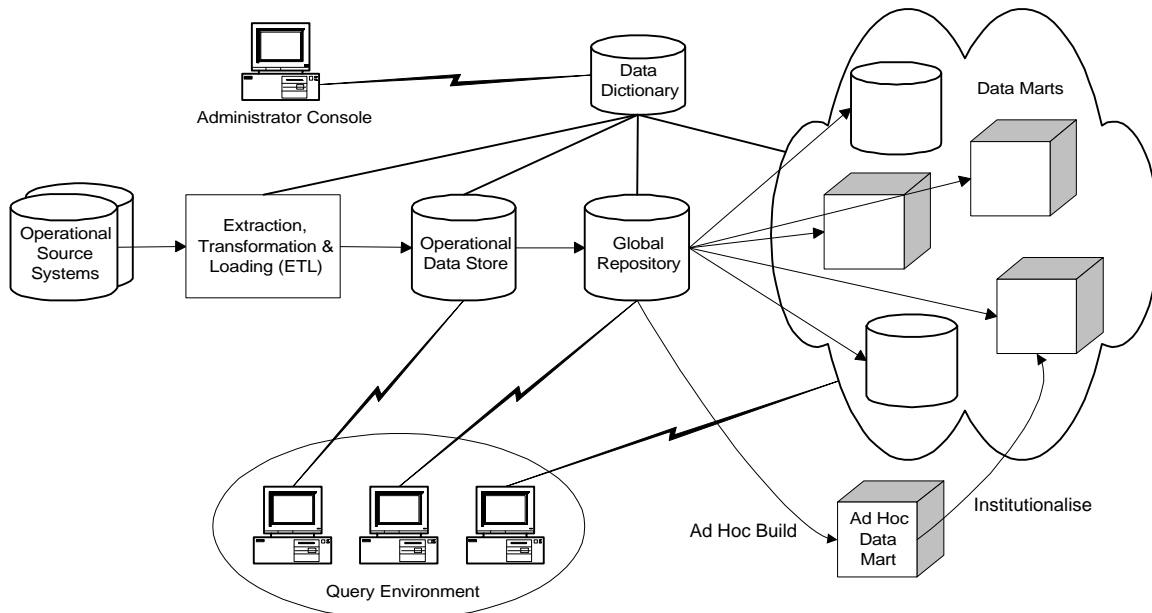 Data
Dictionary
Administrator Console
Data Marts
Operational
Source
Systems
Extraction,
Transformation &
Loading (ETL)
Operational
Data Store
Global
Repository
Ad Hoc Build
Ad Hoc
Data
Mart
Institutionalise
Query Environment